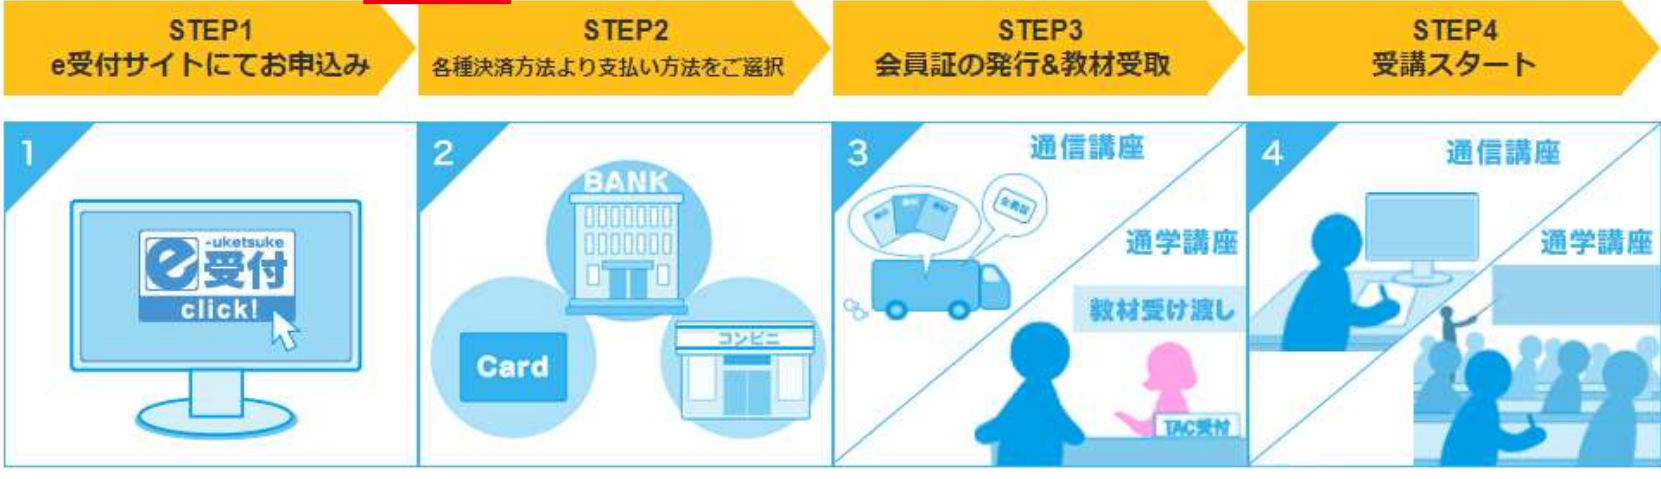 STEP1
e受付サイトにてお申込み
STEP2
各種決済方法より支払い方法をご選択
STEP3
会員証の発行&教材受取
STEP4
受講スタート
1
-uketsuke
e受付
click!
2
BANK
Card
コンビニ
3
通信講座
会員証
通学講座
教材受け渡し
TAC受付
4
通信講座
通学講座